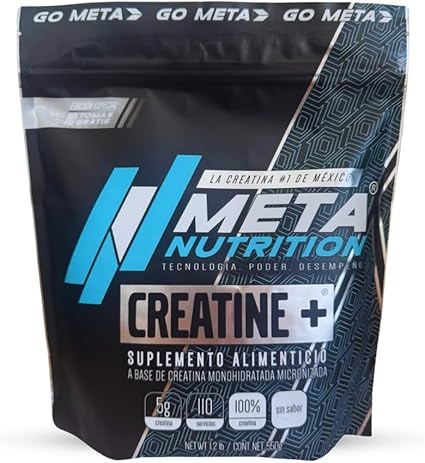 GO META GO META GO META
EDICIÓN ESPECIAL
TOMAS
GRATIS
LA CREATINA #1 DE MÉXICO
META®
NUTRITION
TECNOLOGÍA. PODER. DESEMPEÑO.
CREATINE +®
SUPLEMENTO ALIMENTICIO
A BASE DE CREATINA MONOHIDRATADA MICRONIZADA
5g 110 100% sin sabor
creatina servicios creatina
NET WT 1.2 lb / CONT. NET. 550g